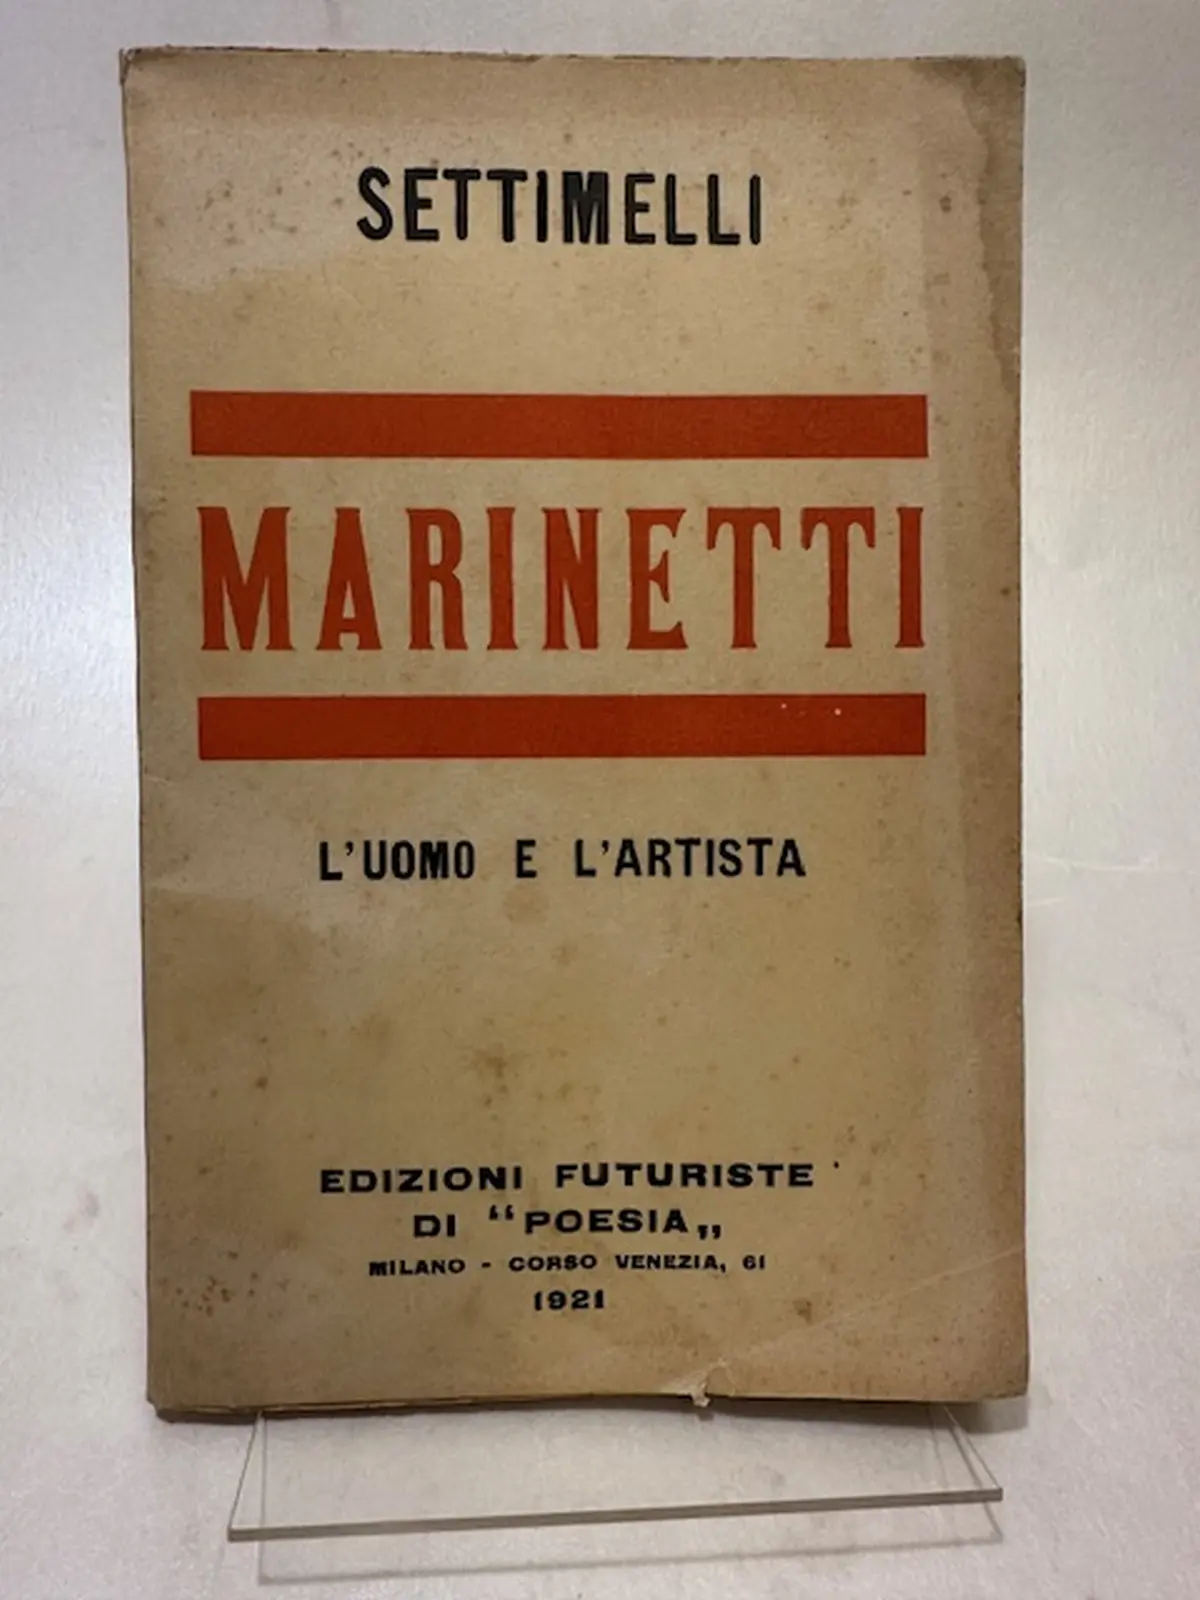 SETTIMELLI
MARINETTI
L'UOMO E L'ARTISTA
EDIZIONI FUTURISTE
DI “POESIA„
MILANO - CORSO VENEZIA, 61
1921